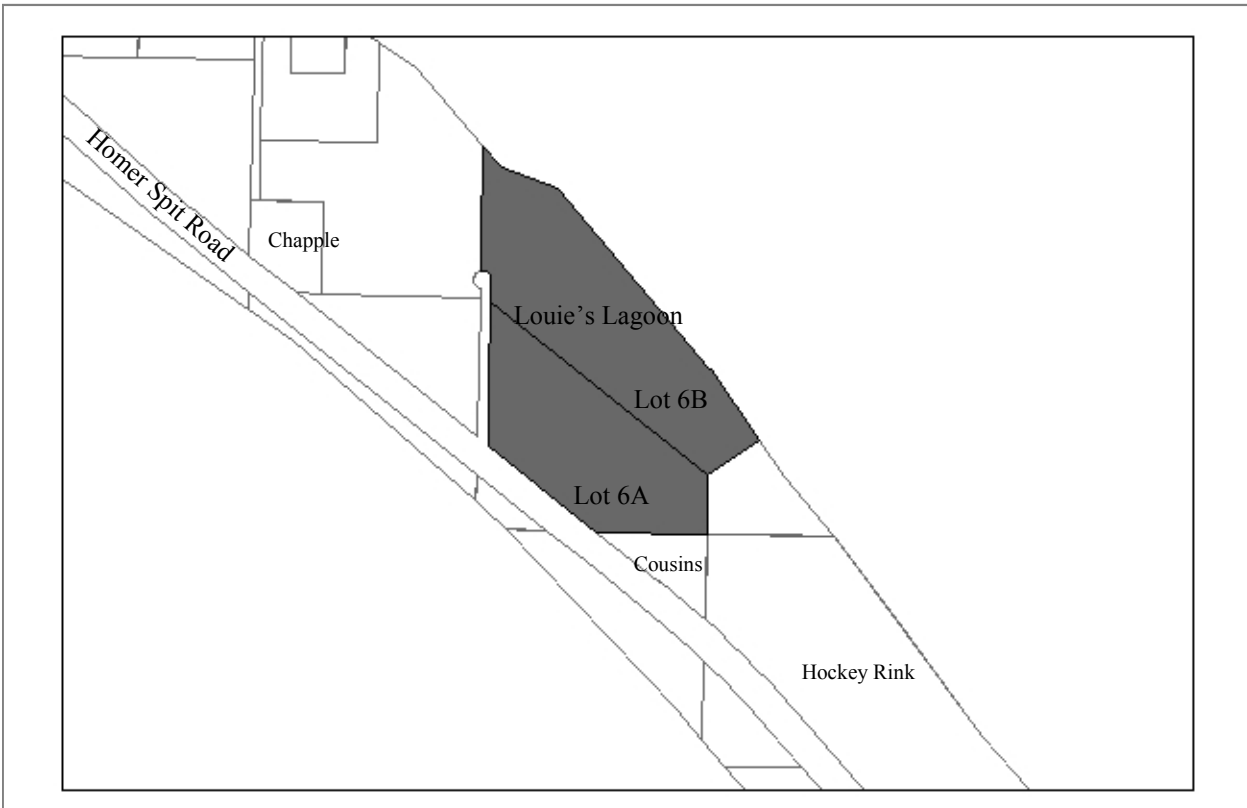 Homer Spit Road
Chapple
Louie’s Lagoon
Lot 6B
Lot 6A
Cousins
Hockey Rink